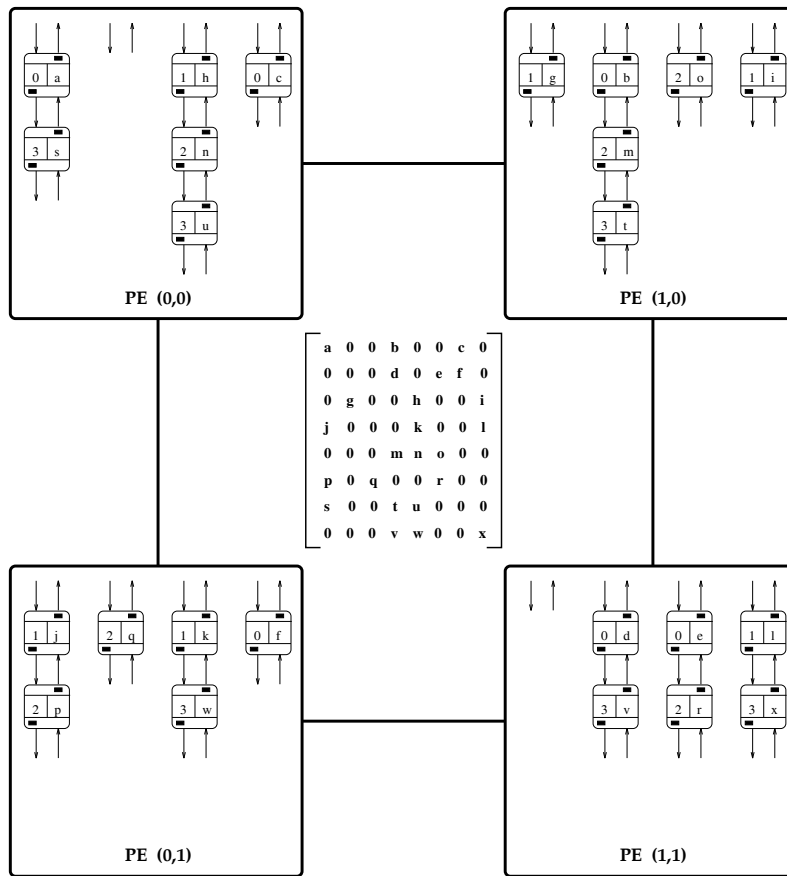 0 a 1 h 0 c
3 s 2 n
3 u
PE (0,0)
1 g 0 b 2 o 1 i
2 m
3 t
PE (1,0)
a 0 0 b 0 0 c 0
0 0 0 d 0 e f 0
0 g 0 0 h 0 0 i
j 0 0 0 k 0 0 l
0 0 0 m n o 0 0
p 0 q 0 0 r 0 0
s 0 0 t u 0 0 0
0 0 0 v w 0 0 x
1 j 2 q 1 k 0 f
2 p 3 w
PE (0,1)
0 d 0 e 1 l
3 v 2 r 3 x
PE (1,1)